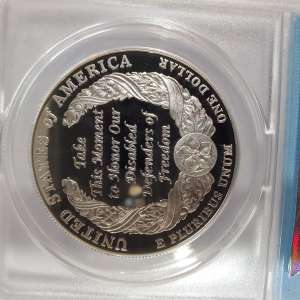 UNITED STATES of AMERICA
Take
This Moment
to Honor Our
Disabled
Defenders of
Freedom
E PLURIBUS UNUM
ONE DOLLAR